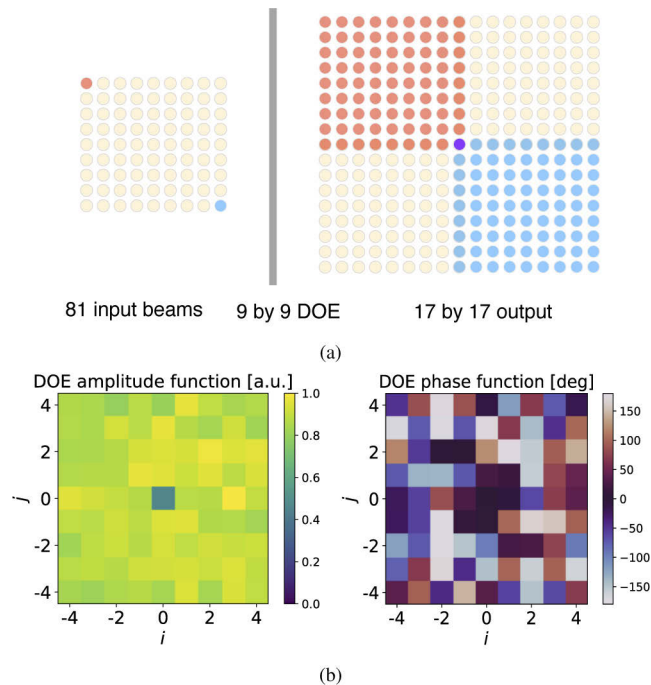 81 input beams 9 by 9 DOE 17 by 17 output
(a)
DOE amplitude function [a.u.] DOE phase function [deg]
4 1.0 4 150
2 0.8 2 100
j 0 0.6 j 0 50
0
-2 0.4 -2 -50
0.2 -100
-4 0.0 -4 -150
-4 -2 0 2 4 -4 -2 0 2 4
i i
(b)